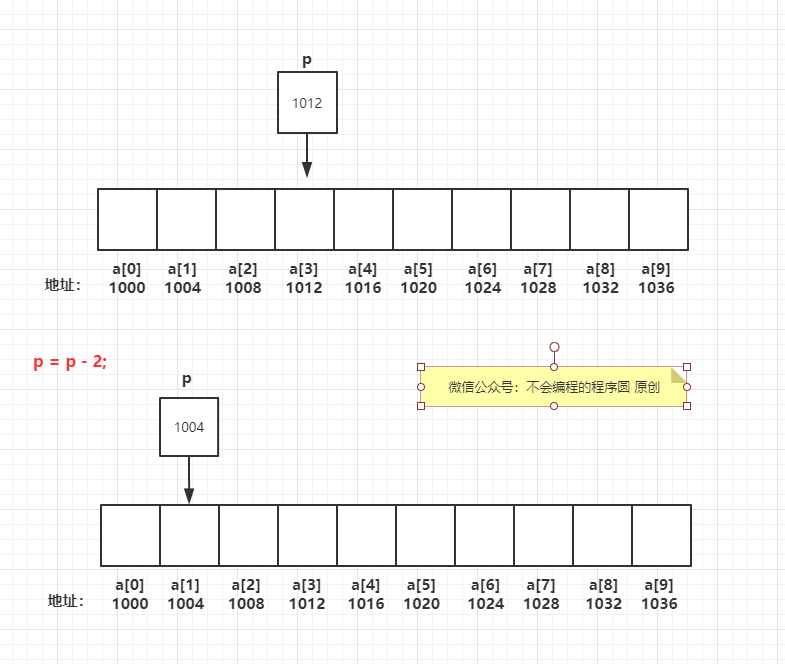 p
1012
a[0] a[1] a[2] a[3] a[4] a[5] a[6] a[7] a[8] a[9]
地址： 1000 1004 1008 1012 1016 1020 1024 1028 1032 1036
p = p - 2;
p
微信公众号：不会编程的程序圆 原创
1004
a[0] a[1] a[2] a[3] a[4] a[5] a[6] a[7] a[8] a[9]
地址： 1000 1004 1008 1012 1016 1020 1024 1028 1032 1036